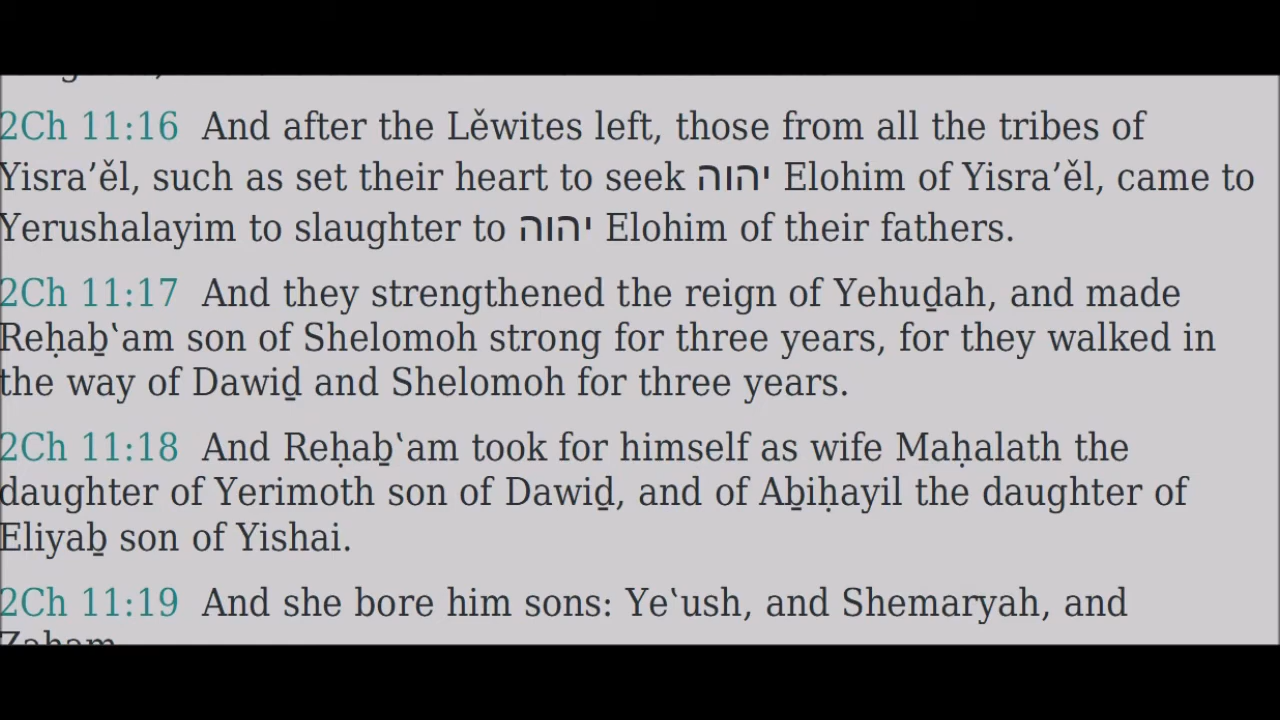 2Ch 11:16 And after the Lěwites left, those from all the tribes of
Yisra’ěl, such as set their heart to seek יהוה Elohim of Yisra’ěl, came to
Yerushalayim to slaughter to יהוה Elohim of their fathers.
2Ch 11:17 And they strengthened the reign of Yehuḏah, and made
Reḥaḇ‛am son of Shelomoh strong for three years, for they walked in
the way of Dawiḏ and Shelomoh for three years.
2Ch 11:18 And Reḥaḇ‛am took for himself as wife Maḥalath the
daughter of Yerimoth son of Dawiḏ, and of Aḇiḥayil the daughter of
Eliyaḇ son of Yishai.
2Ch 11:19 And she bore him sons: Ye‛ush, and Shemaryah, and
Zaham.